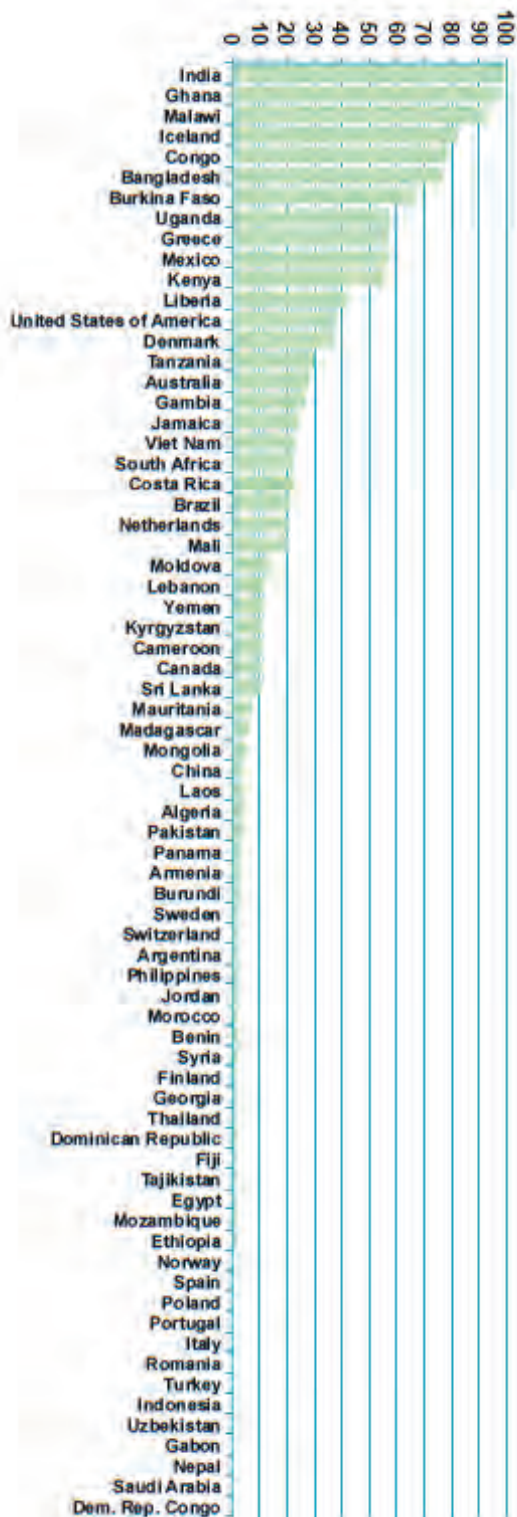 0
10
20
30
40
50
60
70
80
90
100
India
Ghana
Malawi
Iceland
Congo
Bangladesh
Burkina Faso
Uganda
Greece
Mexico
Kenya
Liberia
United States of America
Denmark
Tanzania
Australia
Gambia
Jamaica
Viet Nam
South Africa
Costa Rica
Brazil
Netherlands
Mali
Moldova
Lebanon
Yemen
Kyrgyzstan
Cameroon
Canada
Sri Lanka
Mauritania
Madagascar
Mongolia
China
Laos
Algeria
Pakistan
Panama
Armenia
Burundi
Sweden
Switzerland
Argentina
Philippines
Jordan
Morocco
Benin
Syria
Finland
Georgia
Thailand
Dominican Republic
Fiji
Tajikistan
Egypt
Mozambique
Ethiopia
Norway
Spain
Poland
Portugal
Italy
Romania
Turkey
Indonesia
Uzbekistan
Gabon
Nepal
Saudi Arabia
Dem. Rep. Congo